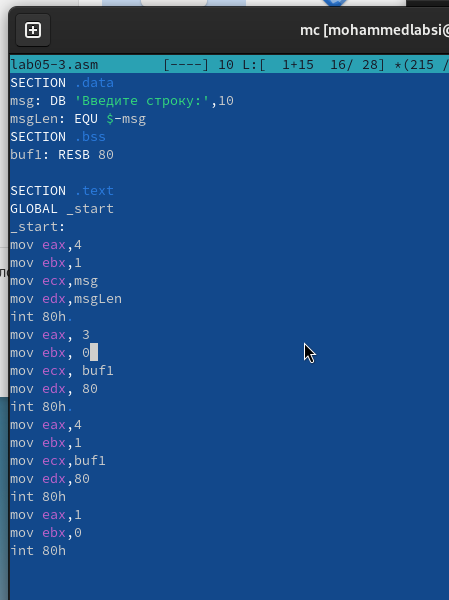 mc [mohammedlabsi@
lab05-3.asm [----] 10 L:[ 1+15 16/ 28] *(215 /
SECTION .data
msg: DB 'Введите строку:',10
msgLen: EQU $-msg
SECTION .bss
buf1: RESB 80
SECTION .text
GLOBAL _start
_start:
mov eax,4
mov ebx,1
mov ecx,msg
mov edx,msgLen
int 80h.
mov eax, 3
mov ebx, 0
mov ecx, buf1
mov edx, 80
int 80h.
mov eax,4
mov ebx,1
mov ecx,buf1
mov edx,80
int 80h
mov eax,1
mov ebx,0
int 80h